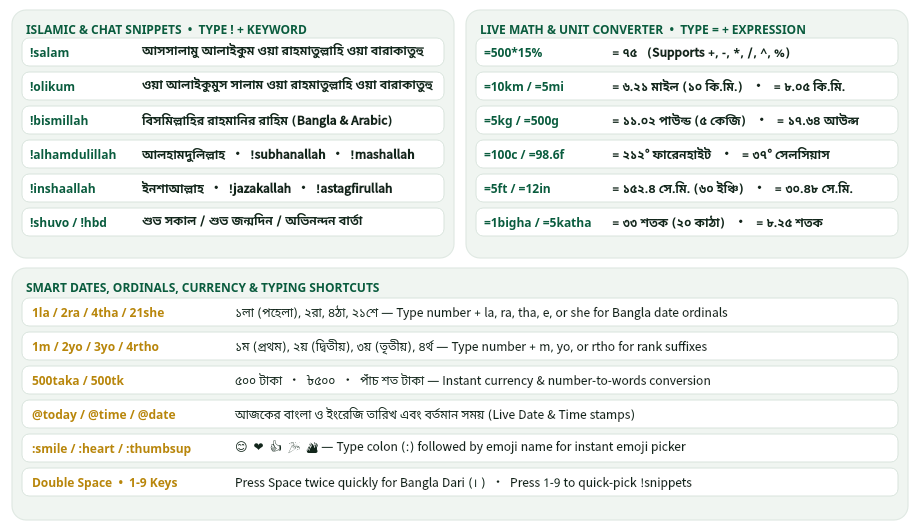 ISLAMIC & CHAT SNIPPETS • TYPE ! + KEYWORD
!salam আসসালামু আলাইকুম ওয়া রাহমাতুল্লাহি ওয়া বারাকাতুহু
!olikum ওয়া আলাইকুমুস সালাম ওয়া রাহমাতুল্লাহি ওয়া বারাকাতুহু
!bismillah বিসমিল্লাহির রাহমানির রাহিম (Bangla & Arabic)
!alhamdulillah আলহামদুলিল্লাহ • !subhanallah • !mashallah
!inshaallah ইনশাআল্লাহ • !jazakallah • !astagfirullah
!shuvo / !hbd শুভ সকাল / শুভ জন্মদিন / অভিনন্দন বার্তা
LIVE MATH & UNIT CONVERTER • TYPE = + EXPRESSION
=500*15% = ৭৫ (Supports +, -, *, /, ^, %)
=10km / =5mi = ৬.২১ মাইল (১০ কি.মি.) • = ৮.০৫ কি.মি.
=5kg / =500g = ১১.০২ পাউন্ড (৫ কেজি) • = ১৭.৬৪ আউন্স
=100c / =98.6f = ২১২° ফারেনহাইট • = ৩৭° সেলসিয়াস
=5ft / =12in = ১৫২.৪ সে.মি. (৬০ ইঞ্চি) • = ৩০.৪৮ সে.মি.
=1bigha / =5katha = ৩৩ শতক (২০ কাঠা) • = ৮.২৫ শতক
SMART DATES, ORDINALS, CURRENCY & TYPING SHORTCUTS
1la / 2ra / 4tha / 21she ১লা (পহেলা), ২রা, ৪ঠা, ২১শে — Type number + la, ra, tha, e, or she for Bangla date ordinals
1m / 2yo / 3yo / 4rtho ১ম (প্রথম), ২য় (দ্বিতীয়), ৩য় (তৃতীয়), ৪র্থ — Type number + m, yo, or rtho for rank suffixes
500taka / 500tk ৫০০ টাকা • ৳৫০০ • পাঁচ শত টাকা — Instant currency & number-to-words conversion
@today / @time / @date আজকের বাংলা ও ইংরেজি তারিখ এবং বর্তমান সময় (Live Date & Time stamps)
:smile / :heart / :thumbsup — Type colon (:) followed by emoji name for instant emoji picker
Double Space • 1-9 Keys Press Space twice quickly for Bangla Dari (।) • Press 1-9 to quick-pick !snippets